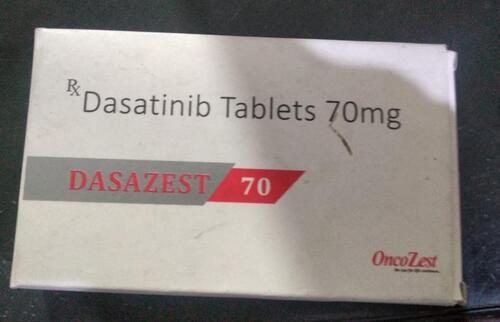 Rx Dasatinib Tablets 70mg
DASAZEST 70
OncoZest